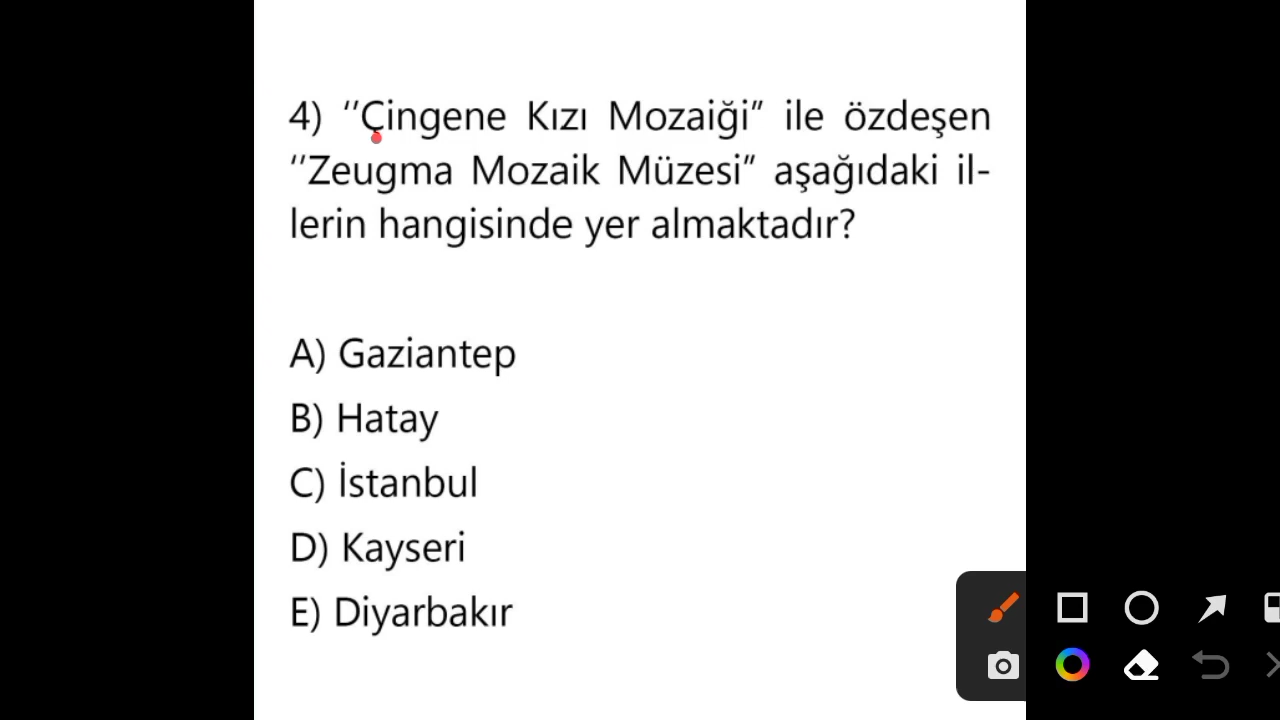 4) ‘’Çingene Kızı Mozaiği” ile özdeşen
‘’Zeugma Mozaik Müzesi” aşağıdaki il-
lerin hangisinde yer almaktadır?
A) Gaziantep
B) Hatay
C) İstanbul
D) Kayseri
E) Diyarbakır